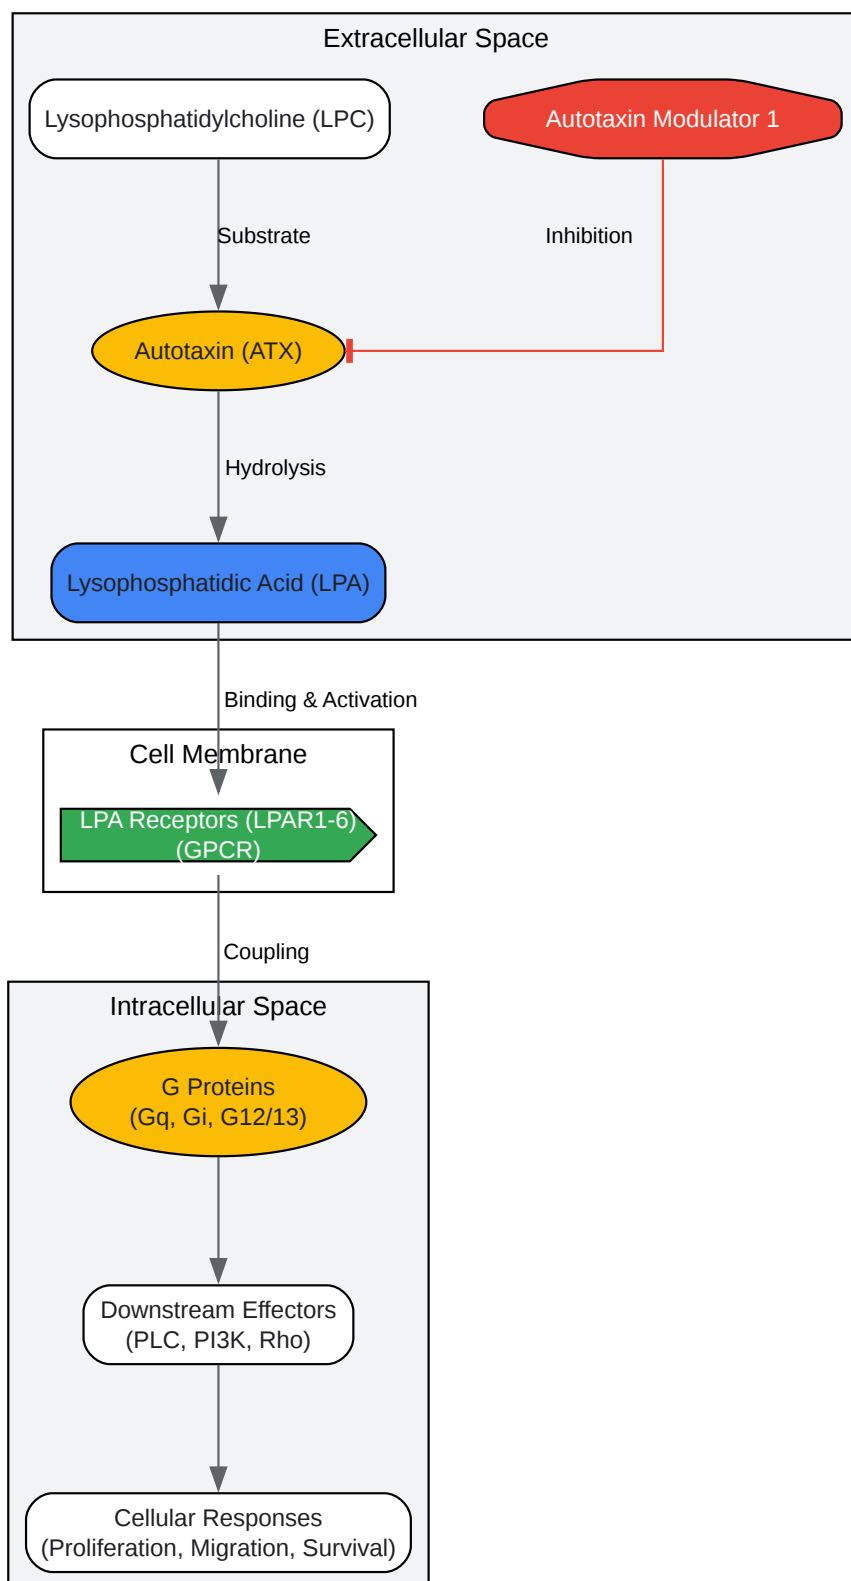 Extracellular Space
Lysophosphatidylcholine (LPC)
Autotaxin Modulator 1
Substrate
Inhibition
Autotaxin (ATX)
Hydrolysis
Lysophosphatidic Acid (LPA)
Binding & Activation
Cell Membrane
LPA Receptors (LPAR1-6)
(GPCR)
Coupling
Intracellular Space
G Proteins
(Gq, Gi, G12/13)
Downstream Effectors
(PLC, PI3K, Rho)
Cellular Responses
(Proliferation, Migration, Survival)